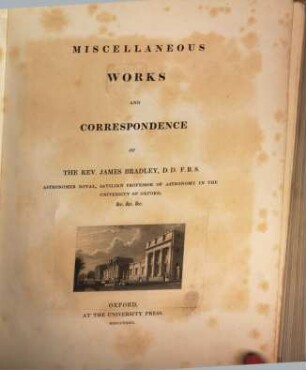 MISCELLANEOUS
WORKS
AND
CORRESPONDENCE
OF
THE REV. JAMES BRADLEY, D.D. F.R.S.
ASTRONOMER ROYAL, SAVILIAN PROFESSOR OF ASTRONOMY IN THE
UNIVERSITY OF OXFORD,
&c. &c. &c.
OXFORD,
AT THE UNIVERSITY PRESS.